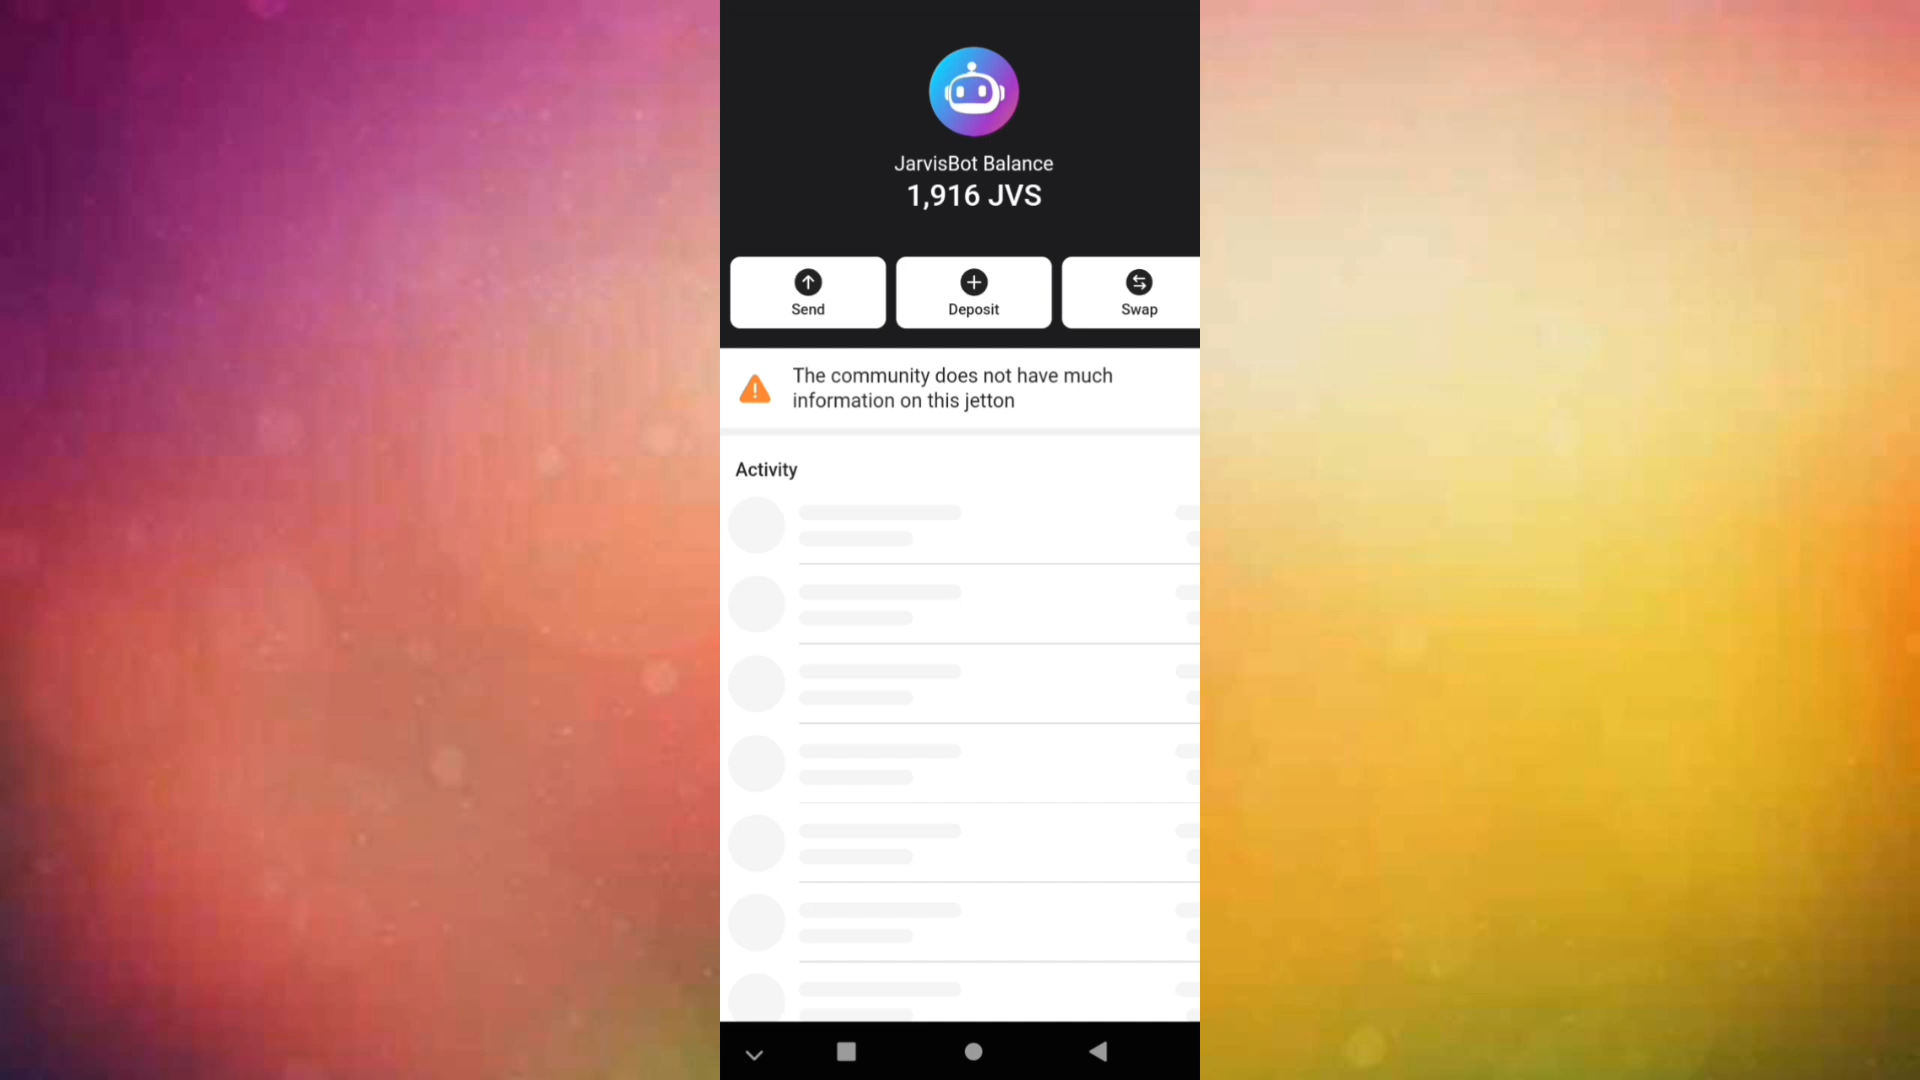 JarvisBot Balance
1,916 JVS
Send
Deposit
Swap
The community does not have much
information on this jetton
Activity